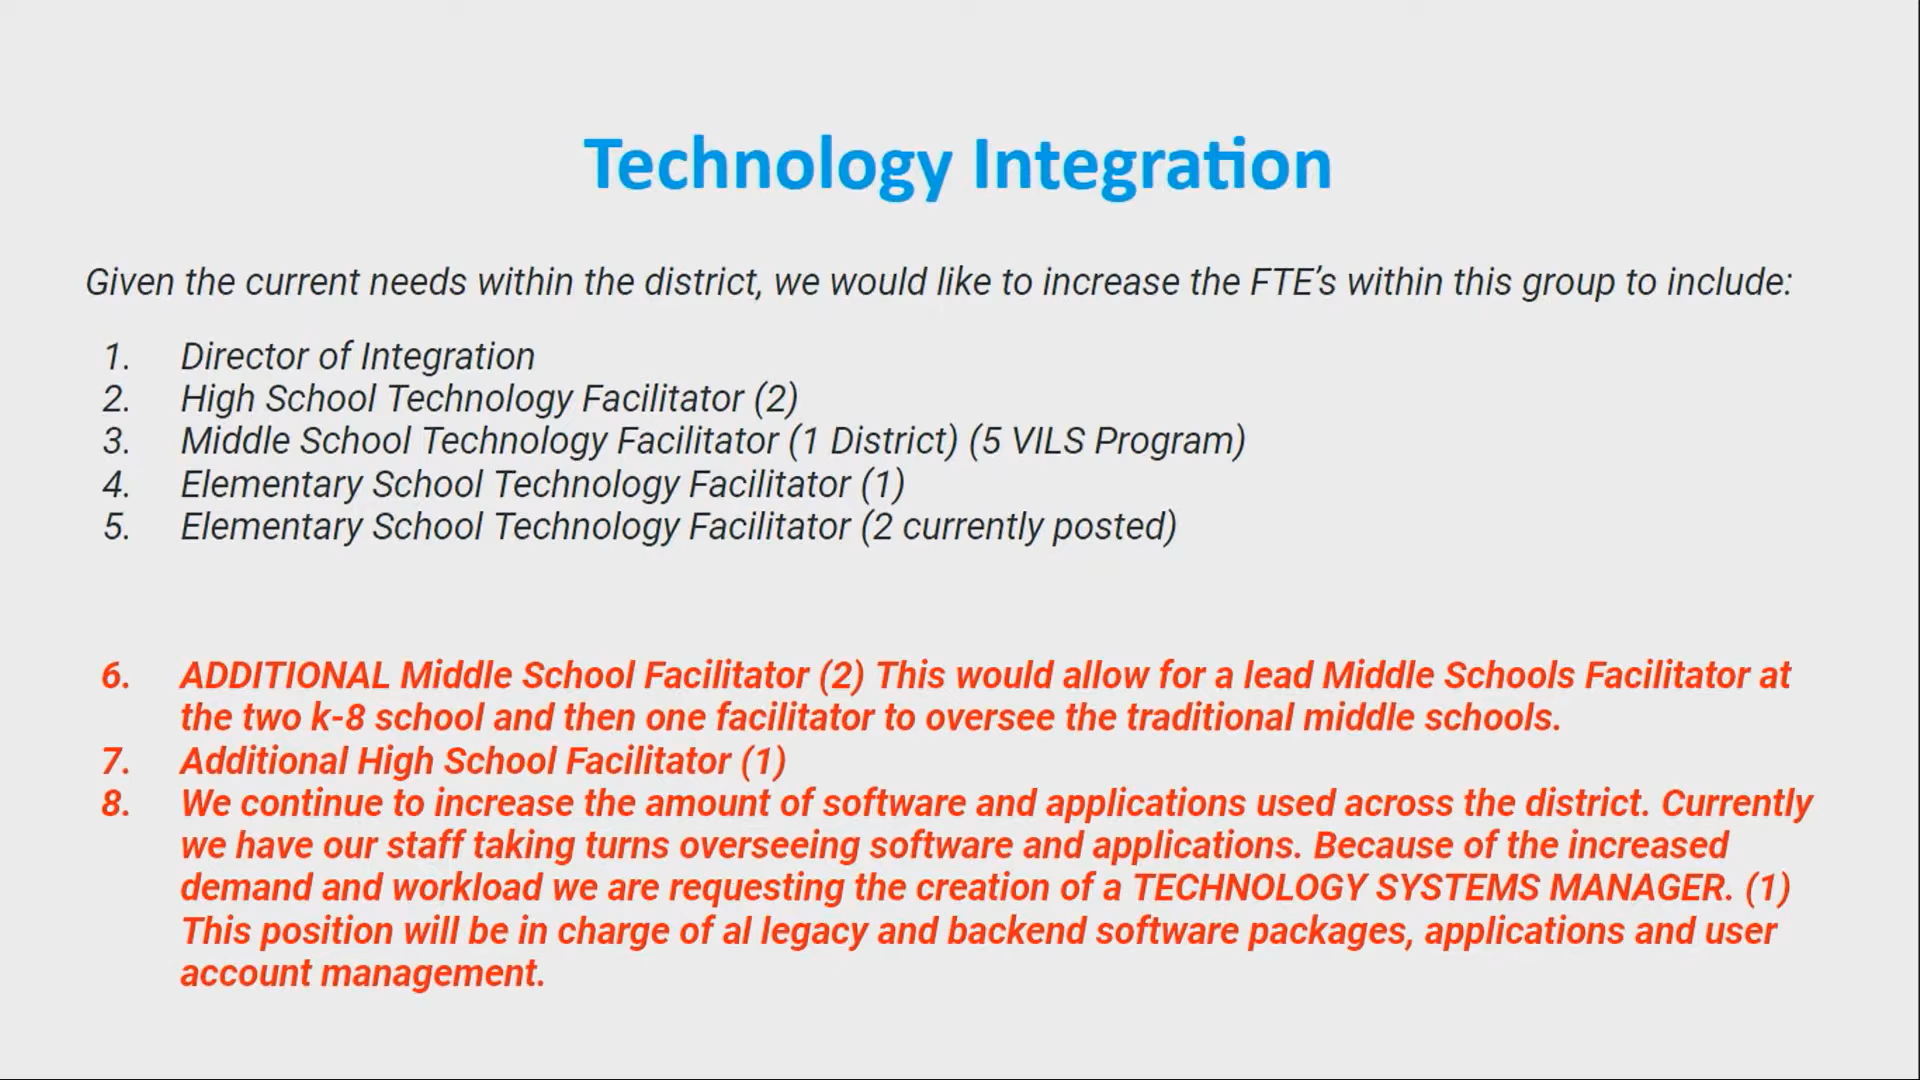 Technology Integration
Given the current needs within the district, we would like to increase the FTE’s within this group to include:
1. Director of Integration
2. High School Technology Facilitator (2)
3. Middle School Technology Facilitator (1 District) (5 VILS Program)
4. Elementary School Technology Facilitator (1)
5. Elementary School Technology Facilitator (2 currently posted)
6. ADDITIONAL Middle School Facilitator (2) This would allow for a lead Middle Schools Facilitator at
the two k-8 school and then one facilitator to oversee the traditional middle schools.
7. Additional High School Facilitator (1)
8. We continue to increase the amount of software and applications used across the district. Currently
we have our staff taking turns overseeing software and applications. Because of the increased
demand and workload we are requesting the creation of a TECHNOLOGY SYSTEMS MANAGER. (1)
This position will be in charge of al legacy and backend software packages, applications and user
account management.